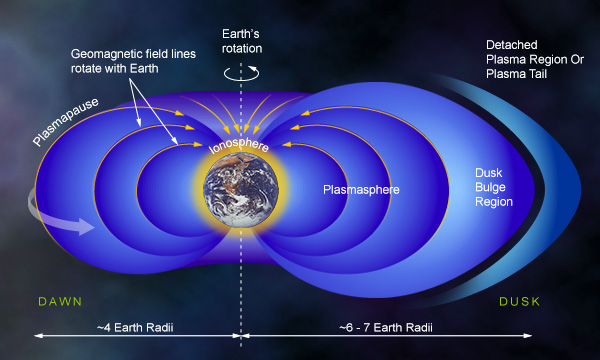 Earth's
rotation
Geomagnetic field lines
rotate with Earth
Detached
Plasma Region Or
Plasma Tail
Plasmapause
Ionosphere
Plasmasphere
Dusk
Bulge
Region
DAWN
DUSK
~4 Earth Radii
~6 - 7 Earth Radii